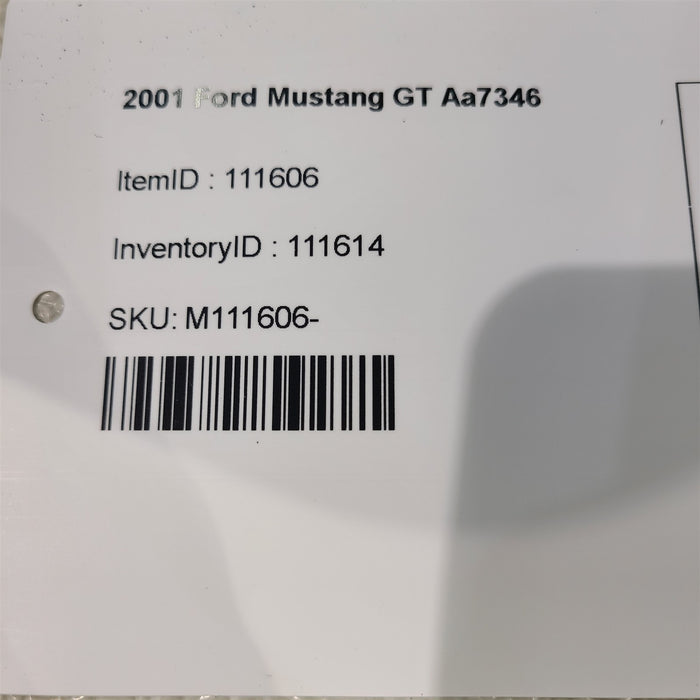 2001 Ford Mustang GT Aa7346
ItemID : 111606
InventoryID : 111614
SKU: M111606-